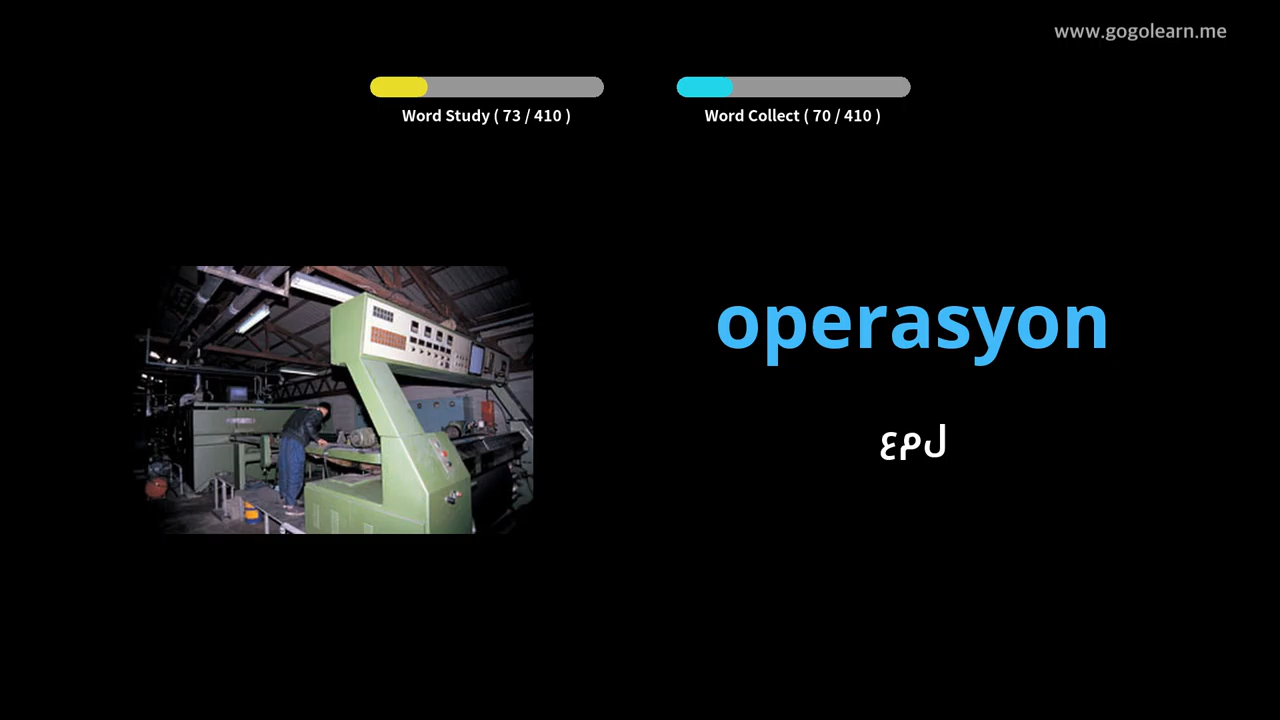 www.gogolearn.me
Word Study ( 73 / 410 )
Word Collect ( 70 / 410 )
operasyon
عمل